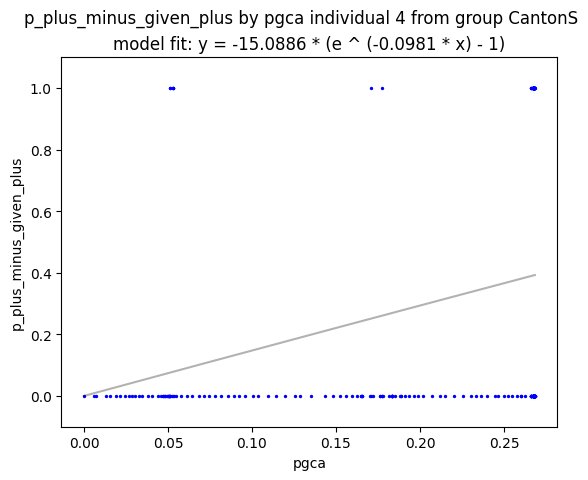 p_plus_minus_given_plus by pgca individual 4 from group CantonS
model fit: y = -15.0886 * (e ^ (-0.0981 * x) - 1)
1.0
0.8
0.6
0.4
0.2
0.0
p_plus_minus_given_plus
0.00 0.05 0.10 0.15 0.20 0.25
pgca